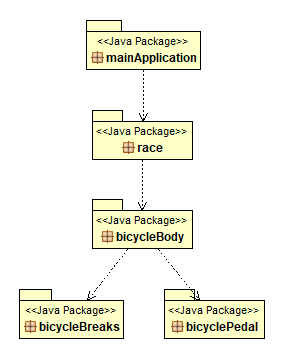 <<Java Package>>
mainApplication
<<Java Package>>
race
<<Java Package>>
bicycleBody
<<Java Package>>
bicycleBreaks
<<Java Package>>
bicyclePedal